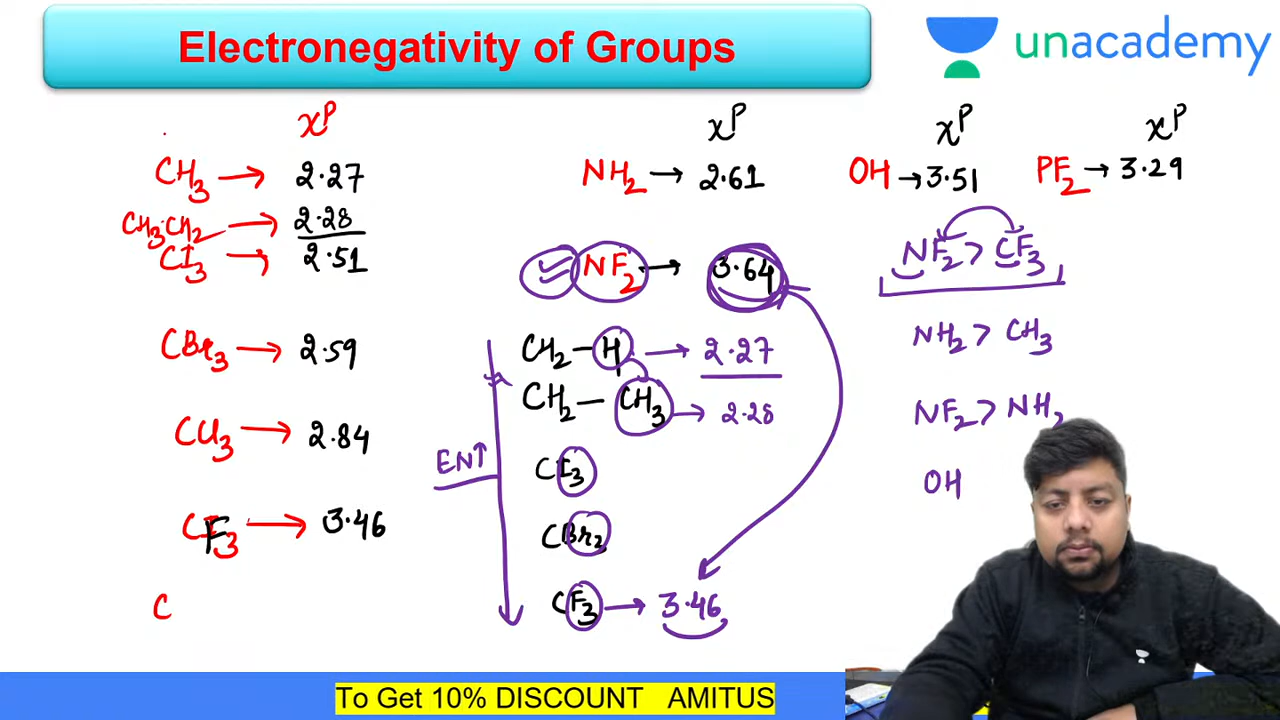 Electronegativity of Groups
unacademy
χᴾ
CH₃ → 2.27
CH₃CH₂ → 2.28
CI₃ → 2.51
CBr₃ → 2.59
CCl₃ → 2.84
CF₃ → 3.46
C
χᴾ
NH₂ → 2.61
NF₂ → 3.64
CH₂–H → 2.27
CH₂–CH₃ → 2.28
CI₃
CBr₂
CF₃ → 3.46
EN↑
χᴾ
OH → 3.51
χᴾ
PF₂ → 3.29
NF₂ > CF₃
NH₂ > CH₃
NF₂ > NH₂
OH
To Get 10% DISCOUNT AMITUS